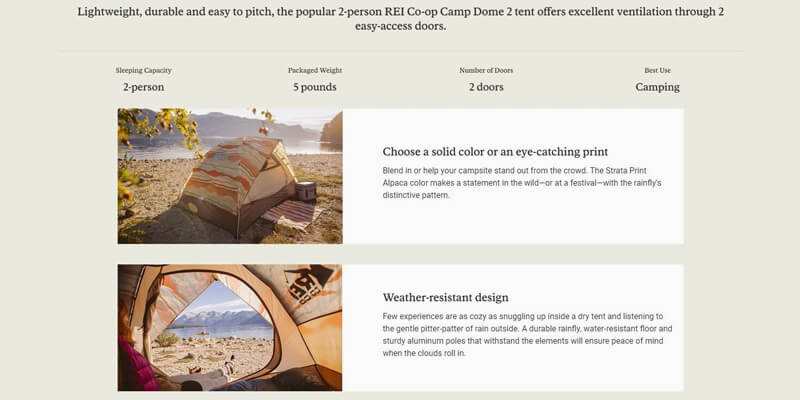 Lightweight, durable and easy to pitch, the popular 2-person REI Co-op Camp Dome 2 tent offers excellent ventilation through 2
easy-access doors.
Sleeping Capacity
2-person
Packaged Weight
5 pounds
Number of Doors
2 doors
Best Use
Camping
Choose a solid color or an eye-catching print
Blend in or help your campsite stand out from the crowd. The Strata Print
Alpaca color makes a statement in the wild—or at a festival—with the rainfly's
distinctive pattern.
REI
Weather-resistant design
Few experiences are as cozy as snuggling up inside a dry tent and listening to
the gentle pitter-patter of rain outside. A durable rainfly, water-resistant floor and
sturdy aluminum poles that withstand the elements will ensure peace of mind
when the clouds roll in.